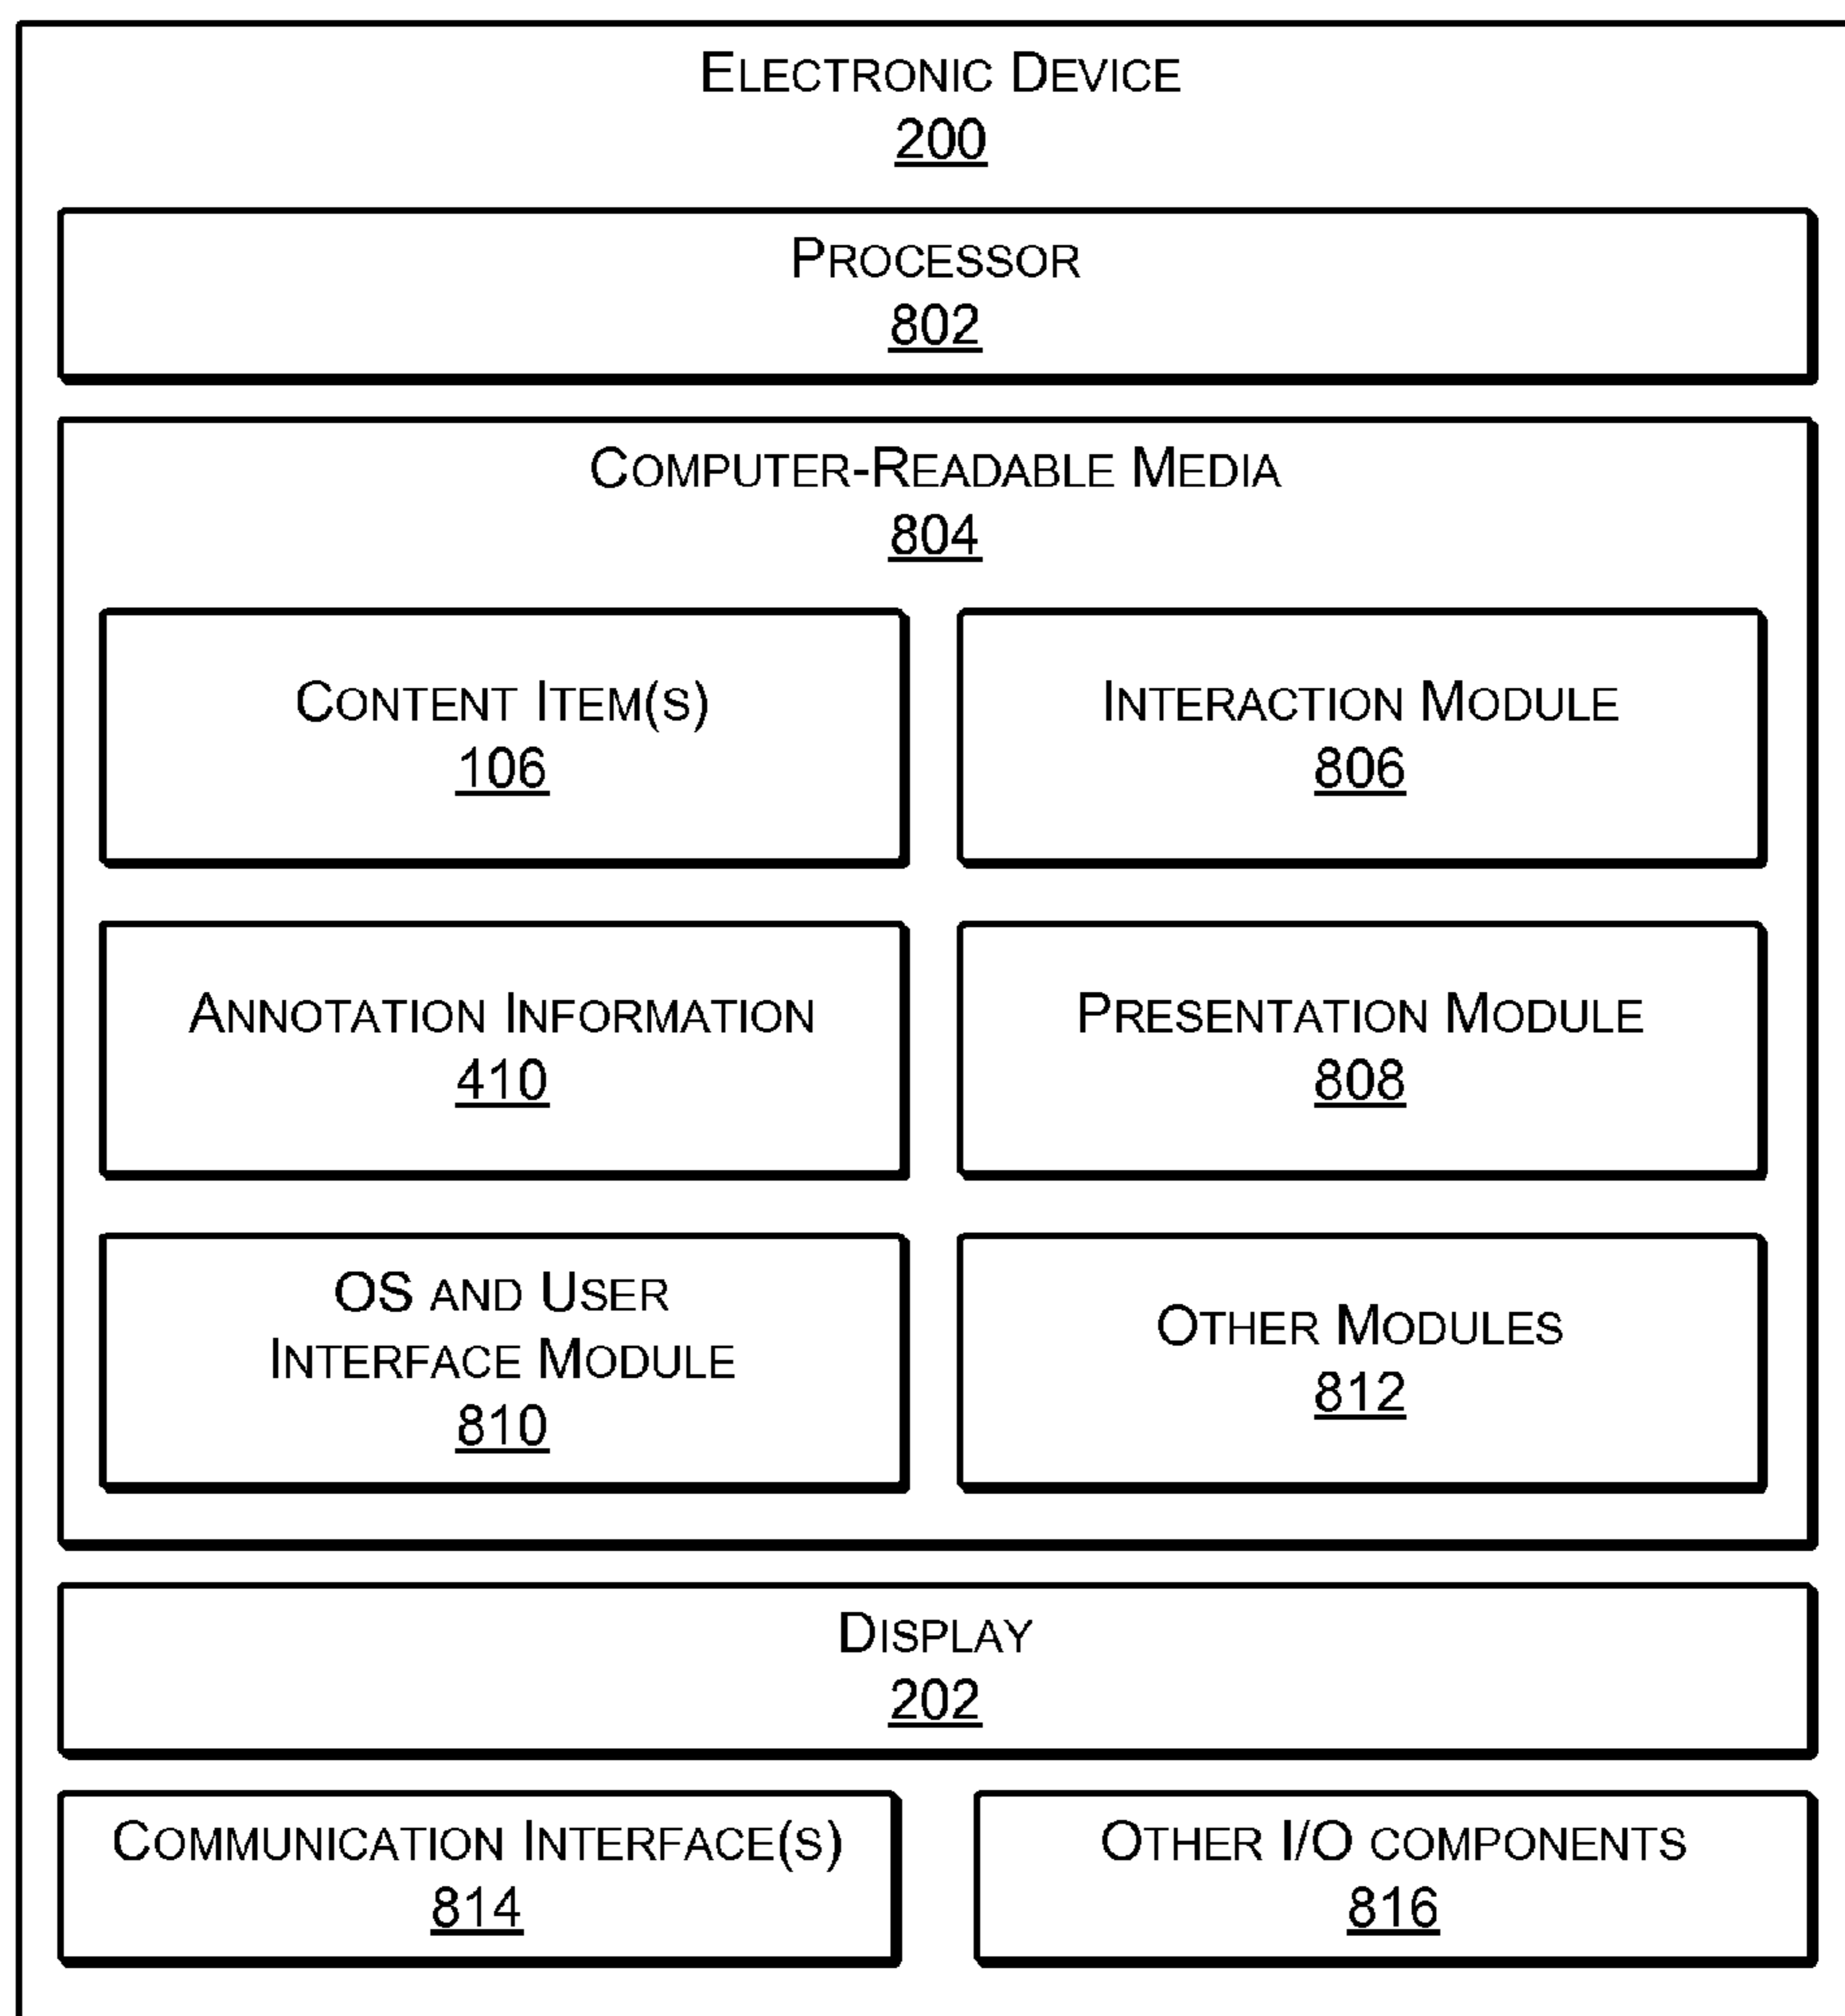 ELECTRONIC DEVICE
200
PROCESSOR
802
COMPUTER-READABLE MEDIA
804
CONTENT ITEM(S)
106
INTERACTION MODULE
806
ANNOTATION INFORMATION
410
PRESENTATION MODULE
808
OS AND USER
INTERFACE MODULE
810
OTHER MODULES
812
DISPLAY
202
COMMUNICATION INTERFACE(S)
814
OTHER I/O COMPONENTS
816